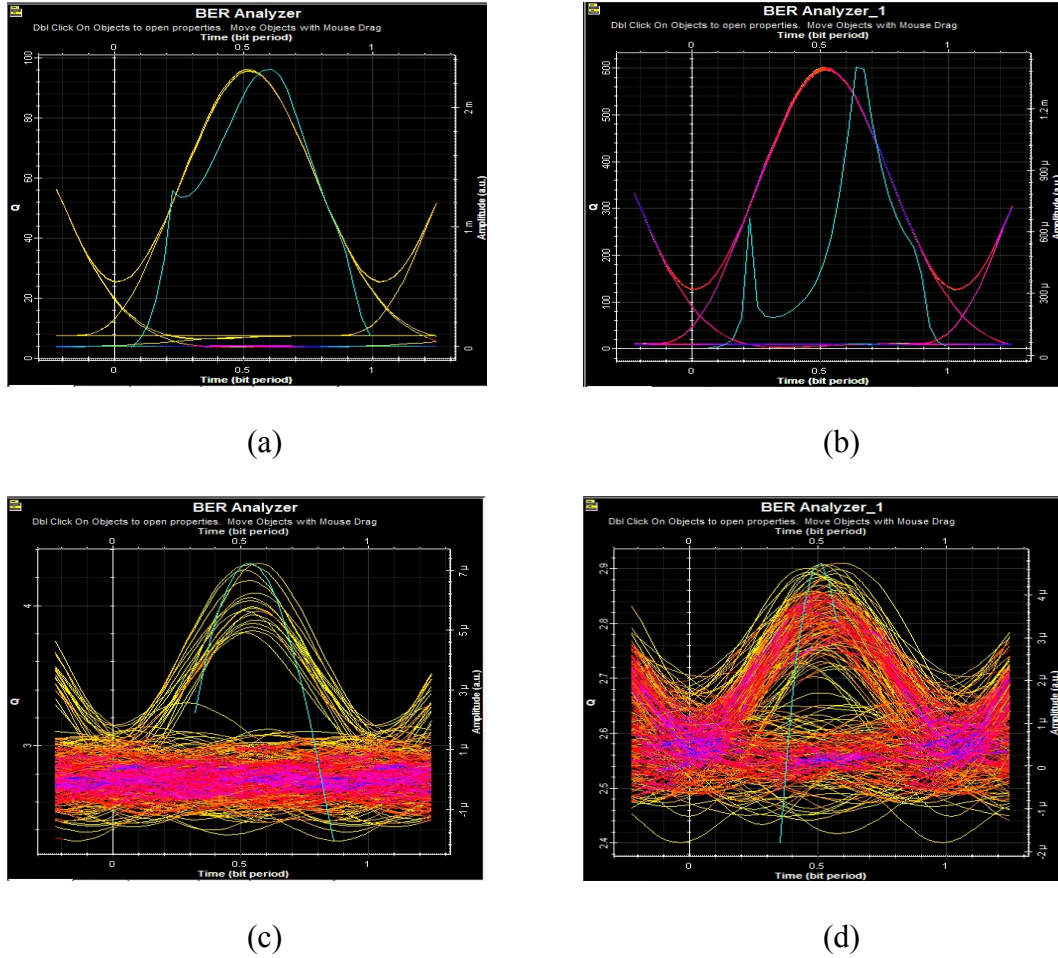 BER Analyzer
Dbl Click On Objects to open properties. Move Objects with Mouse Drag
Time (bit period)
0 0.5 1
100
80
60
40
20
0
Q
2 m
1 m
0
Amplitude (a.u.)
0 0.5 1
Time (bit period)
(a)
BER Analyzer_1
Dbl Click On Objects to open properties. Move Objects with Mouse Drag
Time (bit period)
0 0.5 1
600
500
400
300
200
100
0
Q
1.2 m
900 µ
600 µ
300 µ
0
Amplitude (a.u.)
0 0.5 1
Time (bit period)
(b)
BER Analyzer
Dbl Click On Objects to open properties. Move Objects with Mouse Drag
Time (bit period)
0 0.5 1
4
3
Q
7 µ
5 µ
3 µ
1 µ
-1 µ
Amplitude (a.u.)
0 0.5 1
Time (bit period)
(c)
BER Analyzer_1
Dbl Click On Objects to open properties. Move Objects with Mouse Drag
Time (bit period)
0 0.5 1
2.9
2.8
2.7
2.6
2.5
2.4
Q
4 µ
3 µ
2 µ
1 µ
0
-1 µ
-2 µ
Amplitude (a.u.)
0 0.5 1
Time (bit period)
(d)